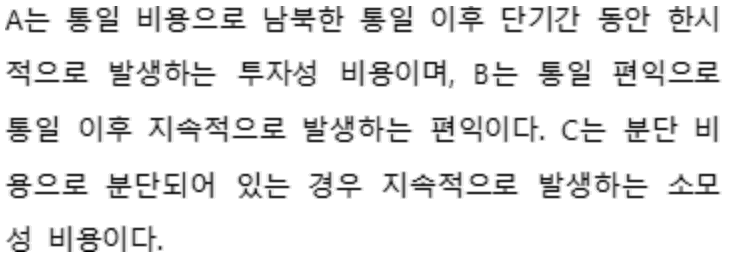 A는 통일 비용으로 남북한 통일 이후 단기간 동안 한시
적으로 발생하는 투자성 비용이며, B는 통일 편익으로
통일 이후 지속적으로 발생하는 편익이다. C는 분단 비
용으로 분단되어 있는 경우 지속적으로 발생하는 소모
성 비용이다.